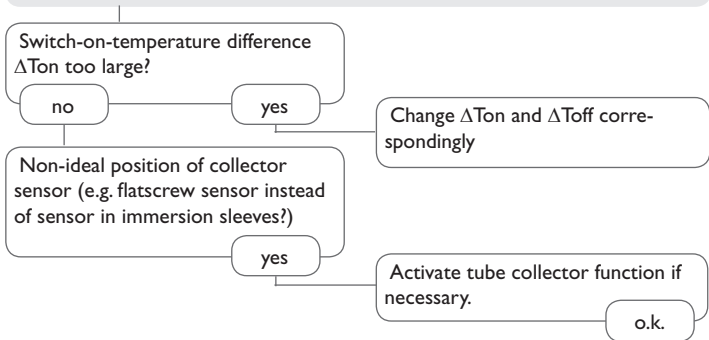 Switch-on-temperature difference
ΔTon too large?
no
yes
Change ΔTon and ΔToff corre-
spondingly
Non-ideal position of collector
sensor (e.g. flatscrew sensor instead
of sensor in immersion sleeves?)
yes
Activate tube collector function if
necessary.
o.k.